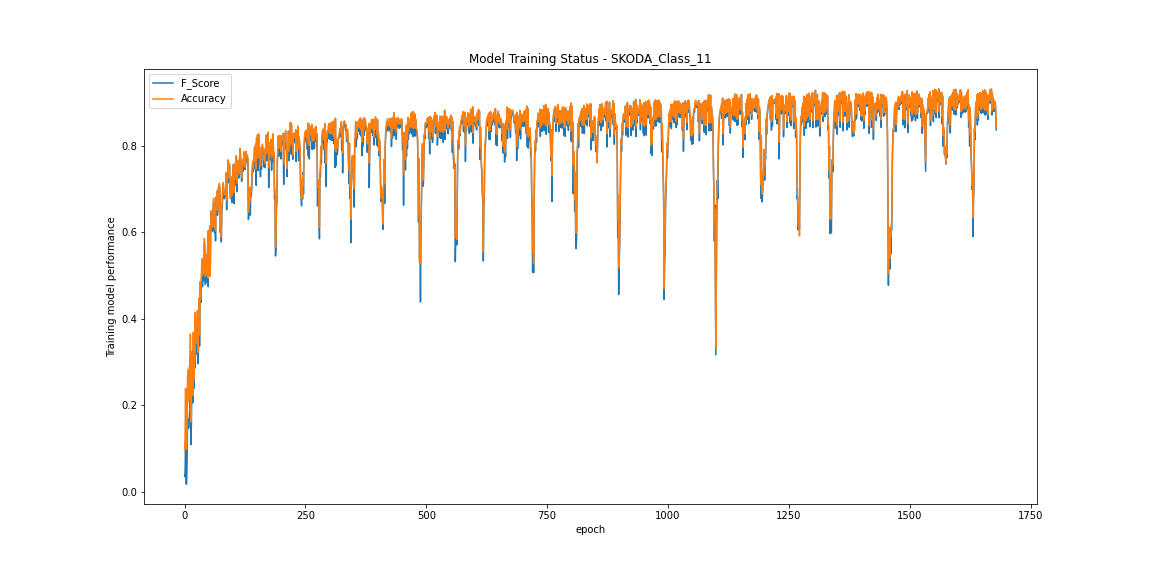 Model Training Status - SKODA_Class_11
F_Score
Accuracy
Training model performance
0.8
0.6
0.4
0.2
0.0
0
250
500
750
1000
1250
1500
1750
epoch